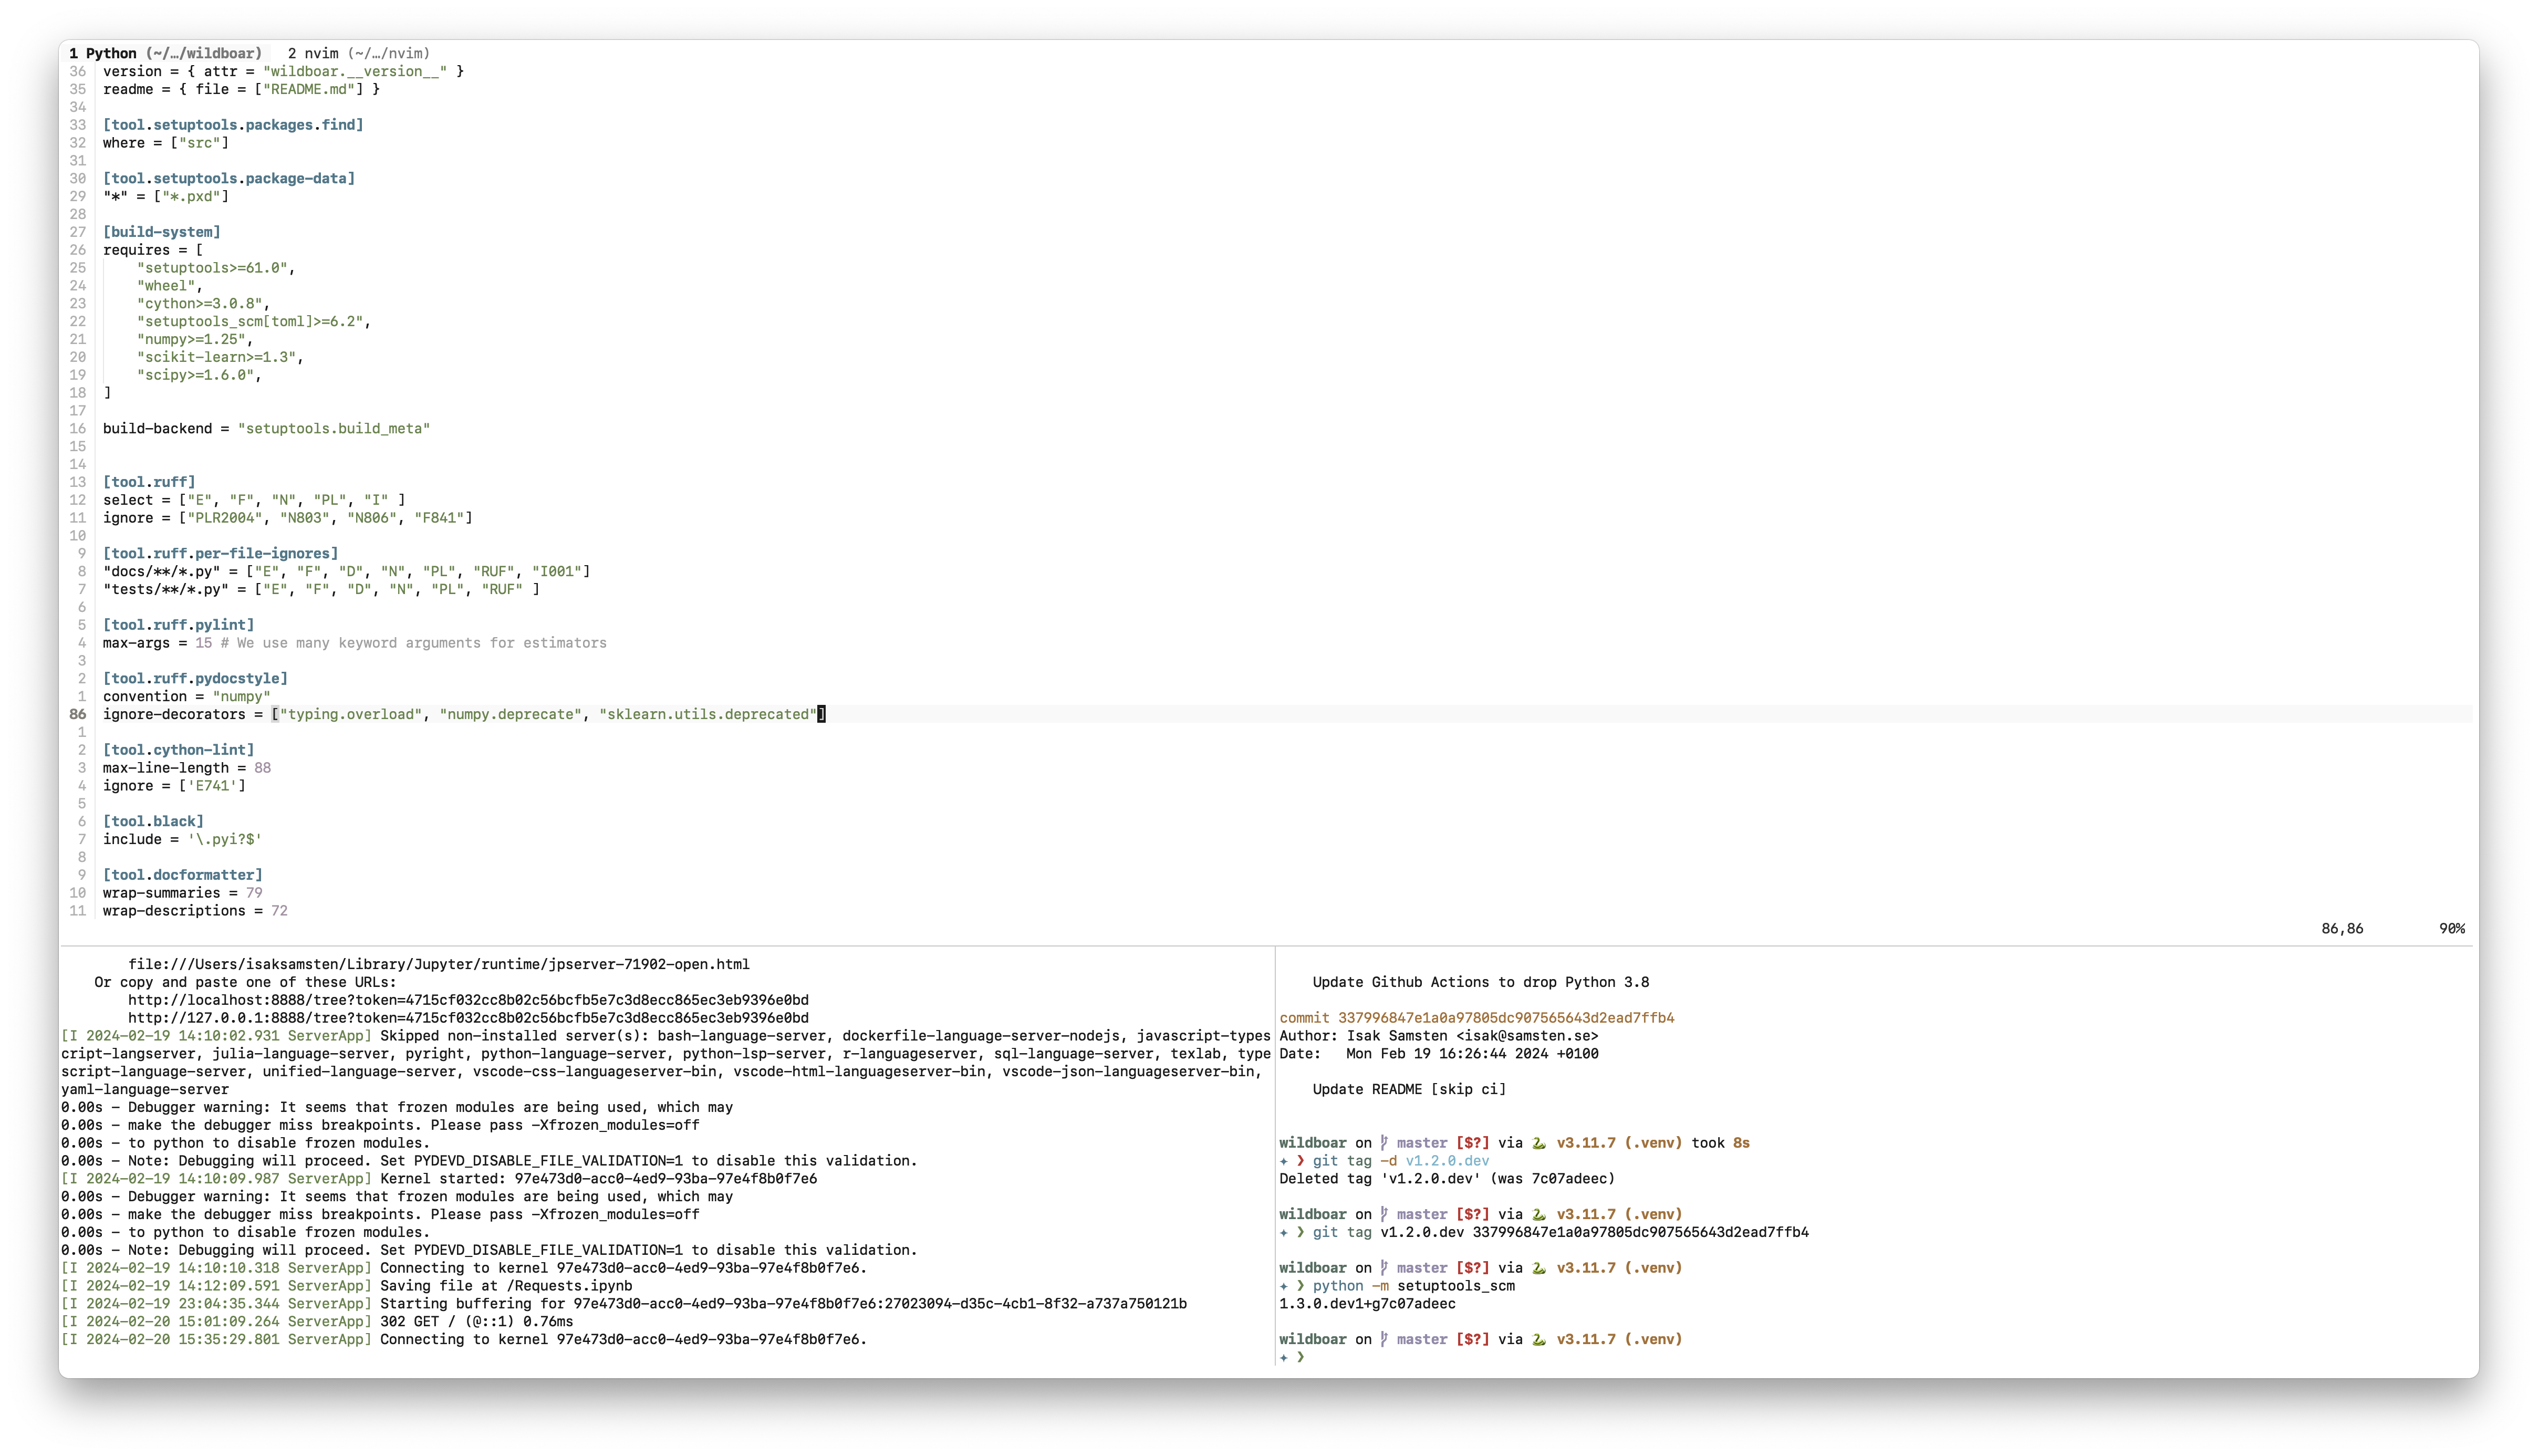 1 Python (~/…/wildboar)   2 nvim (~/…/nvim)
36 version = { attr = "wildboar.__version__" }
35 readme = { file = ["README.md"] }
34
33 [tool.setuptools.packages.find]
32 where = ["src"]
31
30 [tool.setuptools.package-data]
29 "*" = ["*.pxd"]
28
27 [build-system]
26 requires = [
25     "setuptools>=61.0",
24     "wheel",
23     "cython>=3.0.8",
22     "setuptools_scm[toml]>=6.2",
21     "numpy>=1.25",
20     "scikit-learn>=1.3",
19     "scipy>=1.6.0",
18 ]
17
16 build-backend = "setuptools.build_meta"
15
14
13 [tool.ruff]
12 select = ["E", "F", "N", "PL", "I" ]
11 ignore = ["PLR2004", "N803", "N806", "F841"]
10
9 [tool.ruff.per-file-ignores]
8 "docs/**/*.py" = ["E", "F", "D", "N", "PL", "RUF", "I001"]
7 "tests/**/*.py" = ["E", "F", "D", "N", "PL", "RUF" ]
6
5 [tool.ruff.pylint]
4 max-args = 15 # We use many keyword arguments for estimators
3
2 [tool.ruff.pydocstyle]
1 convention = "numpy"
86 ignore-decorators = ["typing.overload", "numpy.deprecate", "sklearn.utils.deprecated"]
1
2 [tool.cython-lint]
3 max-line-length = 88
4 ignore = ['E741']
5
6 [tool.black]
7 include = '\.pyi?$'
8
9 [tool.docformatter]
10 wrap-summaries = 79
11 wrap-descriptions = 72
86,86   90%
file:///Users/isaksamsten/Library/Jupyter/runtime/jpserver-71902-open.html
Or copy and paste one of these URLs:
http://localhost:8888/tree?token=4715cf032cc8b02c56bcfb5e7c3d8ecc865ec3eb9396e0bd
http://127.0.0.1:8888/tree?token=4715cf032cc8b02c56bcfb5e7c3d8ecc865ec3eb9396e0bd
[I 2024-02-19 14:10:02.931 ServerApp] Skipped non-installed server(s): bash-language-server, dockerfile-language-server-nodejs, javascript-types
cript-langserver, julia-language-server, pyright, python-language-server, python-lsp-server, r-languageserver, sql-language-server, texlab, type
script-language-server, unified-language-server, vscode-css-languageserver-bin, vscode-html-languageserver-bin, vscode-json-languageserver-bin,
yaml-language-server
0.00s - Debugger warning: It seems that frozen modules are being used, which may
0.00s - make the debugger miss breakpoints. Please pass -Xfrozen_modules=off
0.00s - to python to disable frozen modules.
0.00s - Note: Debugging will proceed. Set PYDEVD_DISABLE_FILE_VALIDATION=1 to disable this validation.
[I 2024-02-19 14:10:09.987 ServerApp] Kernel started: 97e473d0-acc0-4ed9-93ba-97e4f8b0f7e6
0.00s - Debugger warning: It seems that frozen modules are being used, which may
0.00s - make the debugger miss breakpoints. Please pass -Xfrozen_modules=off
0.00s - to python to disable frozen modules.
0.00s - Note: Debugging will proceed. Set PYDEVD_DISABLE_FILE_VALIDATION=1 to disable this validation.
[I 2024-02-19 14:10:10.318 ServerApp] Connecting to kernel 97e473d0-acc0-4ed9-93ba-97e4f8b0f7e6.
[I 2024-02-19 14:12:09.591 ServerApp] Saving file at /Requests.ipynb
[I 2024-02-19 23:04:35.344 ServerApp] Starting buffering for 97e473d0-acc0-4ed9-93ba-97e4f8b0f7e6:27023094-d35c-4cb1-8f32-a737a750121b
[I 2024-02-20 15:01:09.264 ServerApp] 302 GET / (@::1) 0.76ms
[I 2024-02-20 15:35:29.801 ServerApp] Connecting to kernel 97e473d0-acc0-4ed9-93ba-97e4f8b0f7e6.
Update Github Actions to drop Python 3.8
commit 337996847e1a0a97805dc907565643d2ead7ffb4
Author: Isak Samsten <isak@samsten.se>
Date:   Mon Feb 19 16:26:44 2024 +0100
Update README [skip ci]
wildboar on master [$?] via 🐍 v3.11.7 (.venv) took 8s
✦ ❯ git tag -d v1.2.0.dev
Deleted tag 'v1.2.0.dev' (was 7c07adeec)
wildboar on master [$?] via 🐍 v3.11.7 (.venv)
✦ ❯ git tag v1.2.0.dev 337996847e1a0a97805dc907565643d2ead7ffb4
wildboar on master [$?] via 🐍 v3.11.7 (.venv)
✦ ❯ python -m setuptools_scm
1.3.0.dev1+g7c07adeec
wildboar on master [$?] via 🐍 v3.11.7 (.venv)
✦ ❯